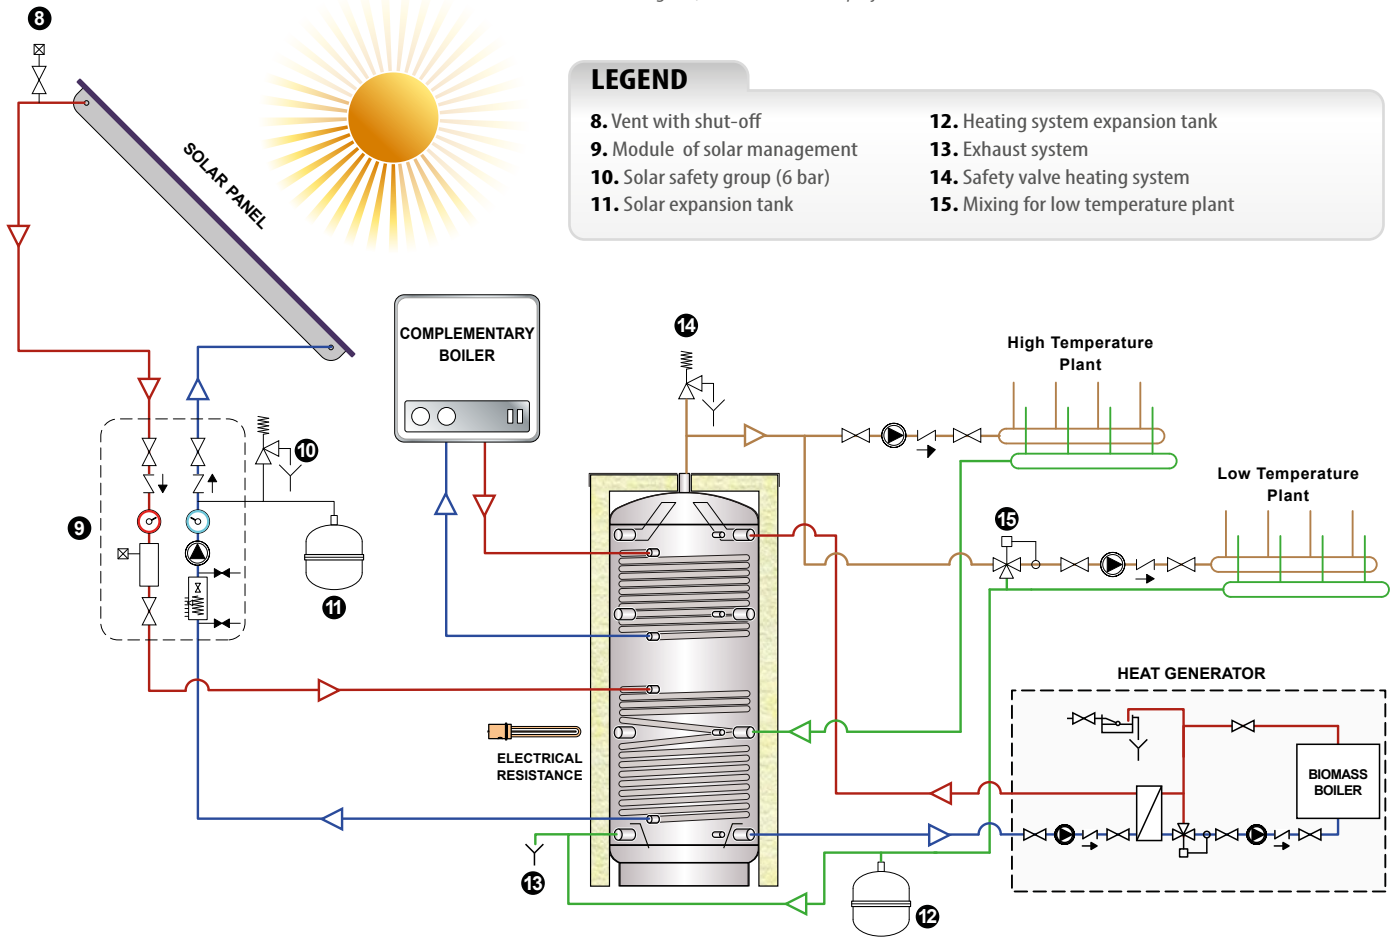 8
LEGEND
8. Vent with shut-off
9. Module of solar management
10. Solar safety group (6 bar)
11. Solar expansion tank
12. Heating system expansion tank
13. Exhaust system
14. Safety valve heating system
15. Mixing for low temperature plant
SOLAR PANEL
COMPLEMENTARY
BOILER
14
High Temperature
Plant
10
9
11
Low Temperature
Plant
15
ELECTRICAL
RESISTANCE
HEAT GENERATOR
BIOMASS
BOILER
13
12